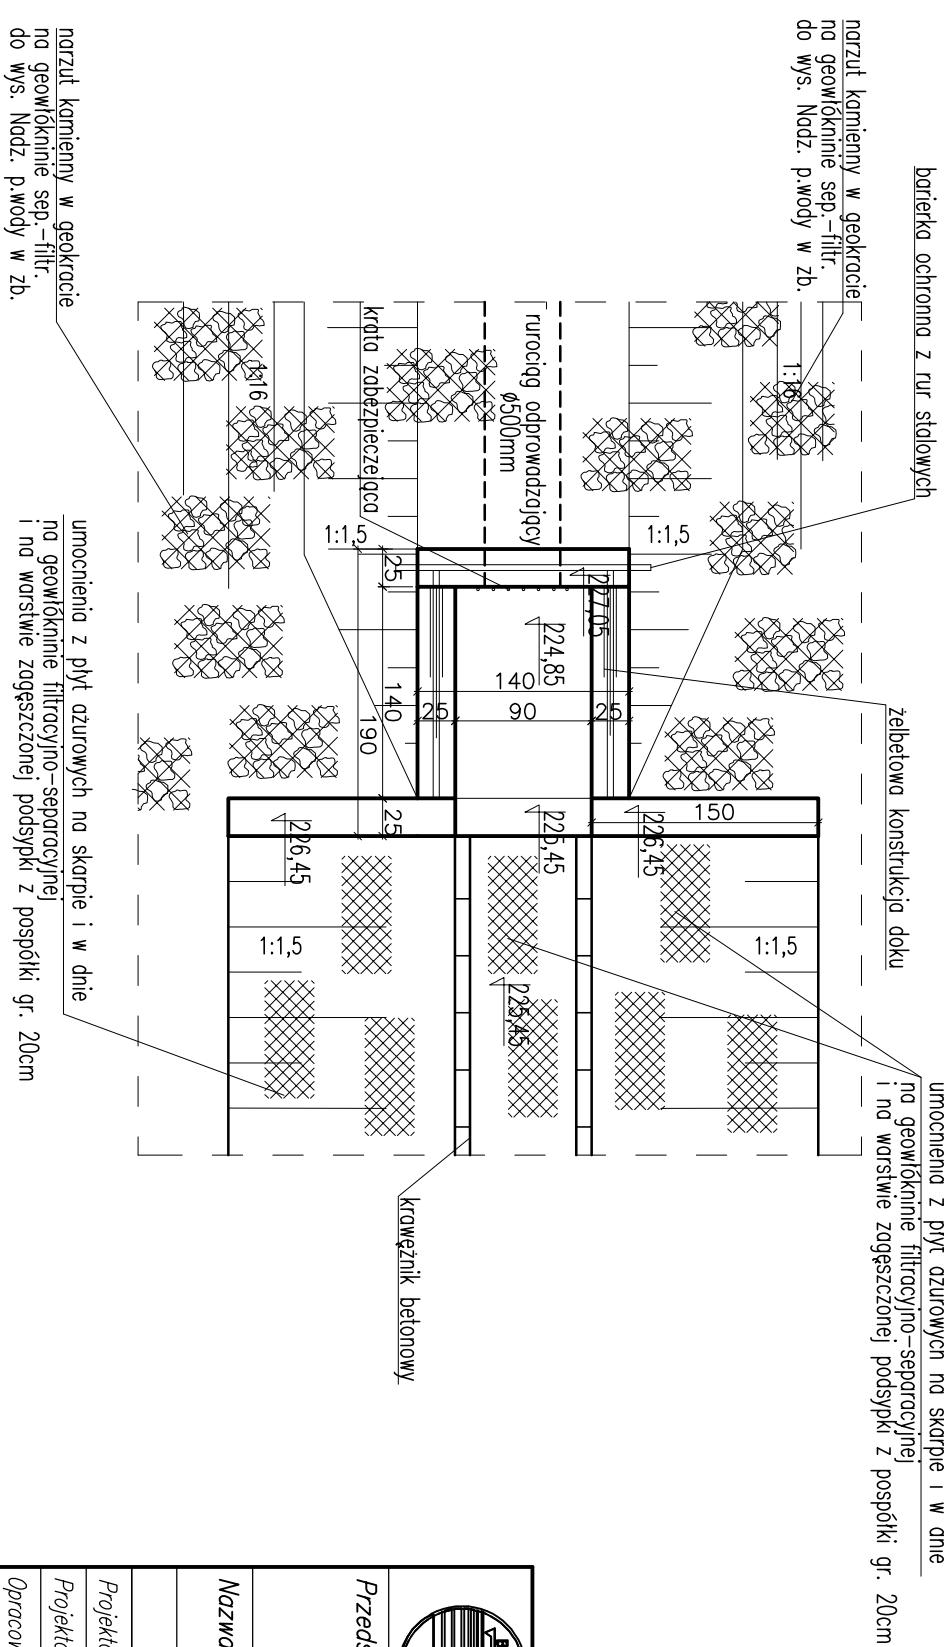 barierka ochronna z rur stalowych
narzut kamienny w geokracie
na geowłókninie sep.-filtr.
do wys. Nadz. p.wody w zb.
żelbetowa konstrukcja doku
umocnienia z płyt ażurowych na skarpie i w dnie
na geowłókninie filtracyjno-separacyjnej
i na warstwie zagęszczonej podsypki z pospółki gr. 20cm
1:16
1:1,5
rurociąg odprowadzający
ø500mm
krata zabezpieczająca
1:16
1:1,5
227,05
224,85
140
25
90
25
25
140
25
190
150
226,45
225,45
226,45
1:1,5
225,45
1:1,5
krawężnik betonowy
narzut kamienny w geokracie
na geowłókninie sep.-filtr.
do wys. Nadz. p.wody w zb.
umocnienia z płyt ażurowych na skarpie i w dnie
na geowłókninie filtracyjno-separacyjnej
i na warstwie zagęszczonej podsypki z pospółki gr. 20cm
Przeds
Nazwa
Projekta
Projekta
Opracow